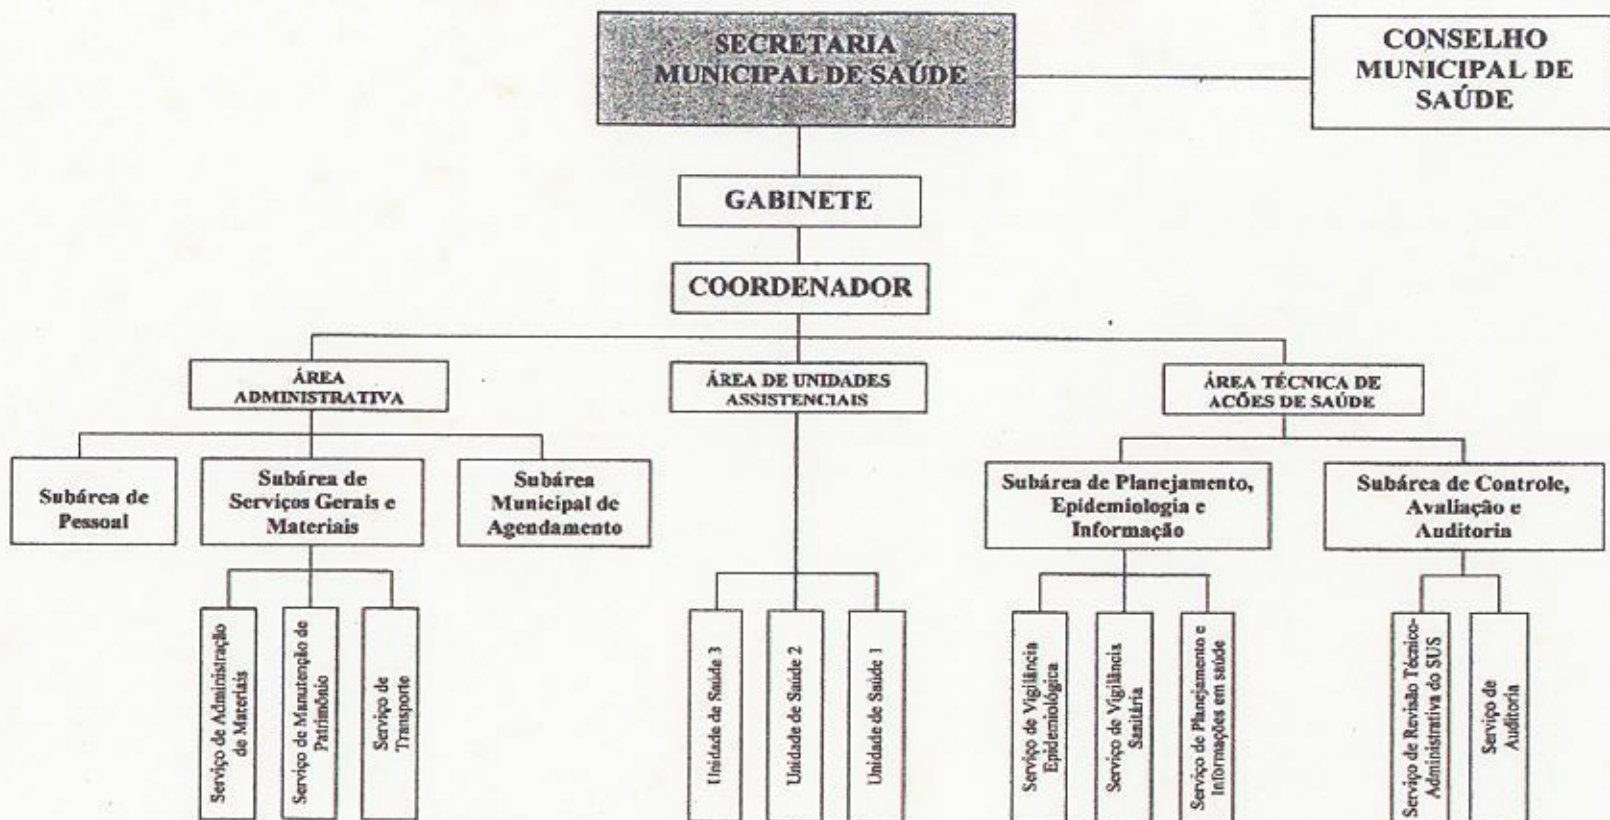 SECRETARIA
MUNICIPAL DE SAÚDE
CONSELHO
MUNICIPAL DE
SAÚDE
GABINETE
COORDENADOR
ÁREA
ADMINISTRATIVA
ÁREA DE UNIDADES
ASSISTENCIAIS
ÁREA TÉCNICA DE
ACÕES DE SAÚDE
Subárea de
Pessoal
Subárea de
Serviços Gerais e
Materiais
Subárea
Municipal de
Agendamento
Subárea de Planejamento,
Epidemiologia e
Informação
Subárea de Controle,
Avaliação e
Auditoria
Serviço de Administração
de Materiais
Serviço de Manutenção de
Patrimônio
Serviço de
Transporte
Unidade de Saúde 3
Unidade de Saúde 2
Unidade de Saúde 1
Serviço de Vigilância
Epidemiológica
Serviço de Vigilância
Sanitária
Serviço de Planejamento e
Informações em saúde
Serviço de Revisão Técnico-
Administrativa do SUS
Serviço de
Auditoria